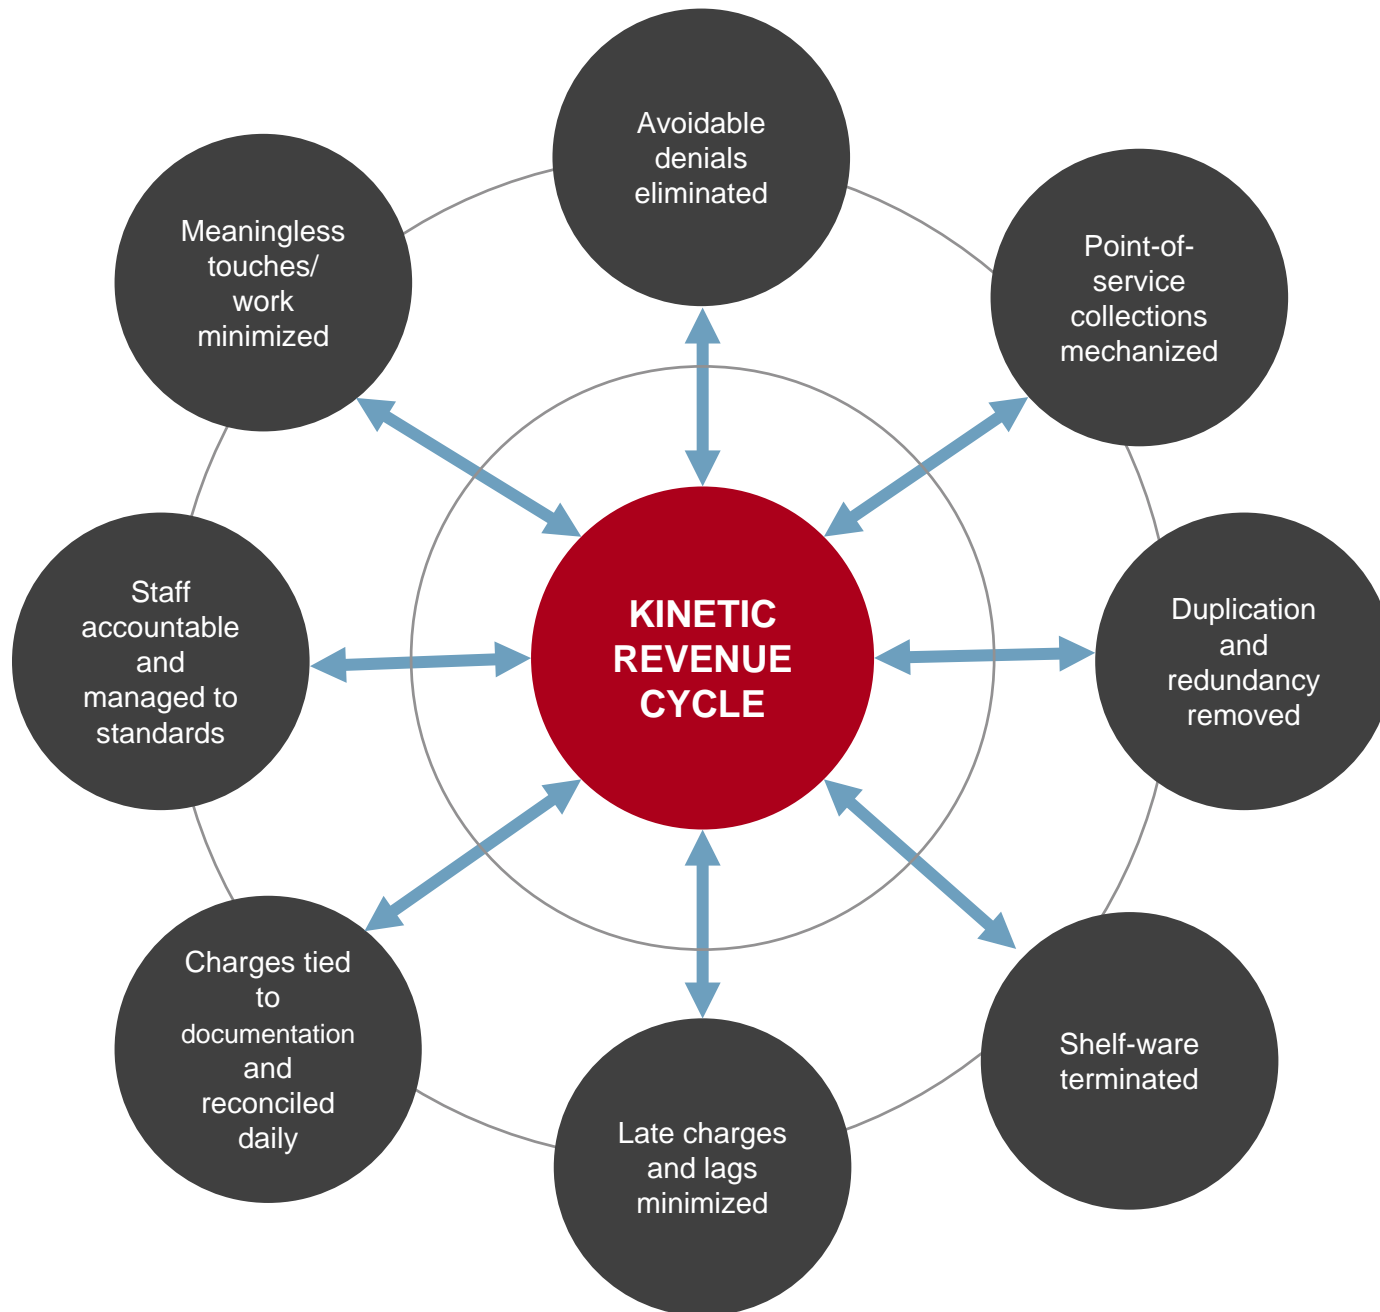 Avoidable
denials
eliminated
Point-of-
service
collections
mechanized
Duplication
and
redundancy
removed
Shelf-ware
terminated
Late charges
and lags
minimized
Charges tied
to
documentation
and
reconciled
daily
Staff
accountable
and
managed to
standards
Meaningless
touches/
work
minimized
KINETIC
REVENUE
CYCLE